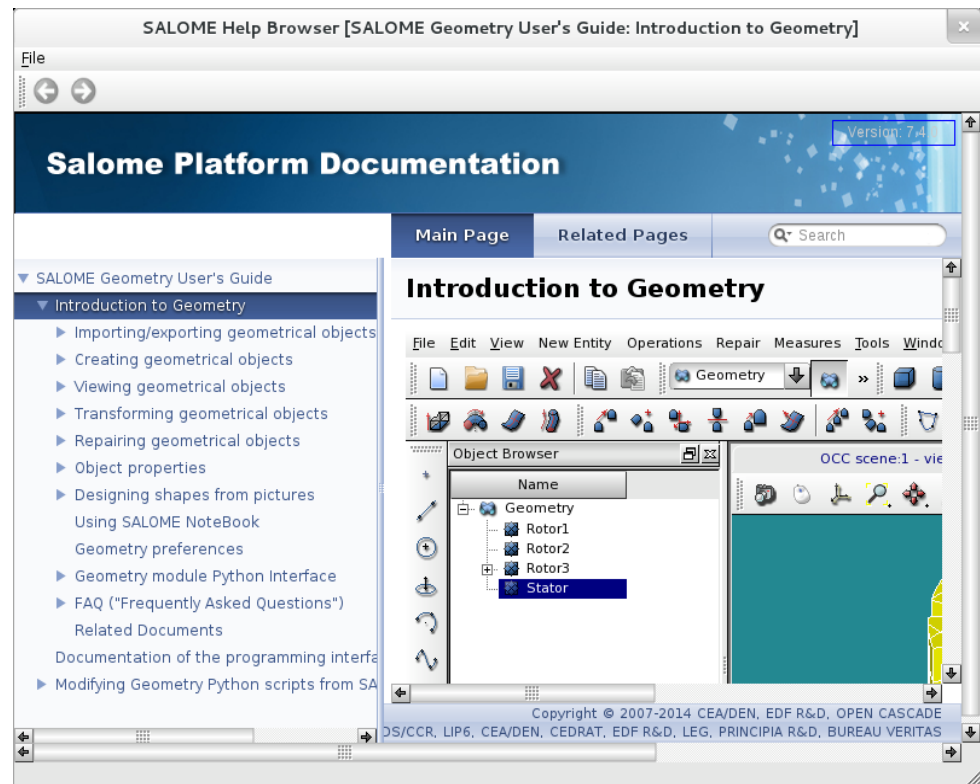 SALOME Help Browser [SALOME Geometry User's Guide: Introduction to Geometry]
File
Version: 7.4
Salome Platform Documentation
Main Page
Related Pages
Search
SALOME Geometry User's Guide
Introduction to Geometry
Importing/exporting geometrical objects
Creating geometrical objects
Viewing geometrical objects
Transforming geometrical objects
Repairing geometrical objects
Object properties
Designing shapes from pictures
Using SALOME NoteBook
Geometry preferences
Geometry module Python Interface
FAQ ("Frequently Asked Questions")
Related Documents
Documentation of the programming interfa
Modifying Geometry Python scripts from SA
Introduction to Geometry
File Edit View New Entity Operations Repair Measures Tools Windo
Geometry
»
Object Browser
Name
Geometry
Rotor1
Rotor2
Rotor3
Stator
OCC scene:1 - vie
Copyright © 2007-2014 CEA/DEN, EDF R&D, OPEN CASCADE
OS/CCR, LIP6, CEA/DEN, CEDRAT, EDF R&D, LEG, PRINCIPIA R&D, BUREAU VERITAS